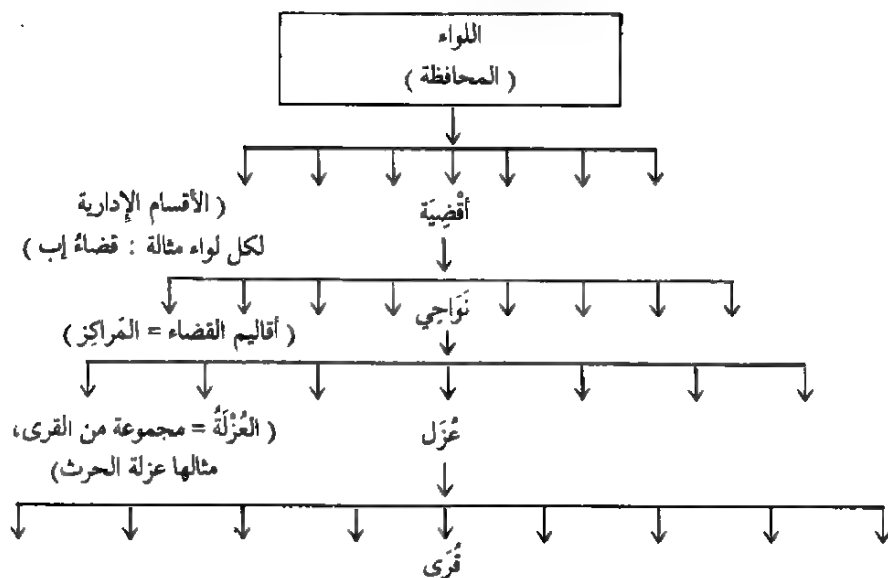 اللواء
( المحافظة )
أقْضِيَة
( الأقسام الإدارية
لكل لواء مثالة : قضاءُ إب )
نَوَاحِي
( أقاليم القضاء = المَراكِز )
عُزَل
( العُزْلَةُ = مجموعة من القرى،
مثالها عزلة الحرث)
قُرَى